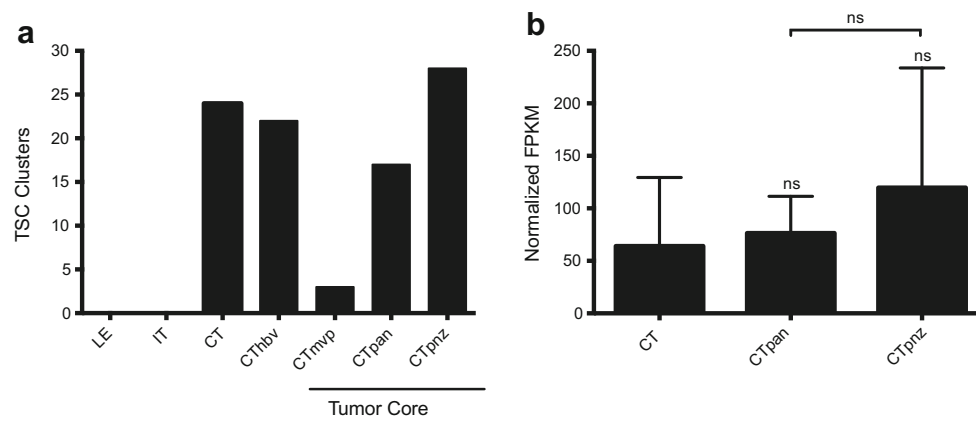 a
TSC Clusters
30
25
20
15
10
5
0
LE
IT
CT
CThbv
CTmvp
CTpan
CTpnz
Tumor Core
b
Normalized FPKM
250
200
150
100
50
0
ns
ns
ns
CT
CTpan
CTpnz